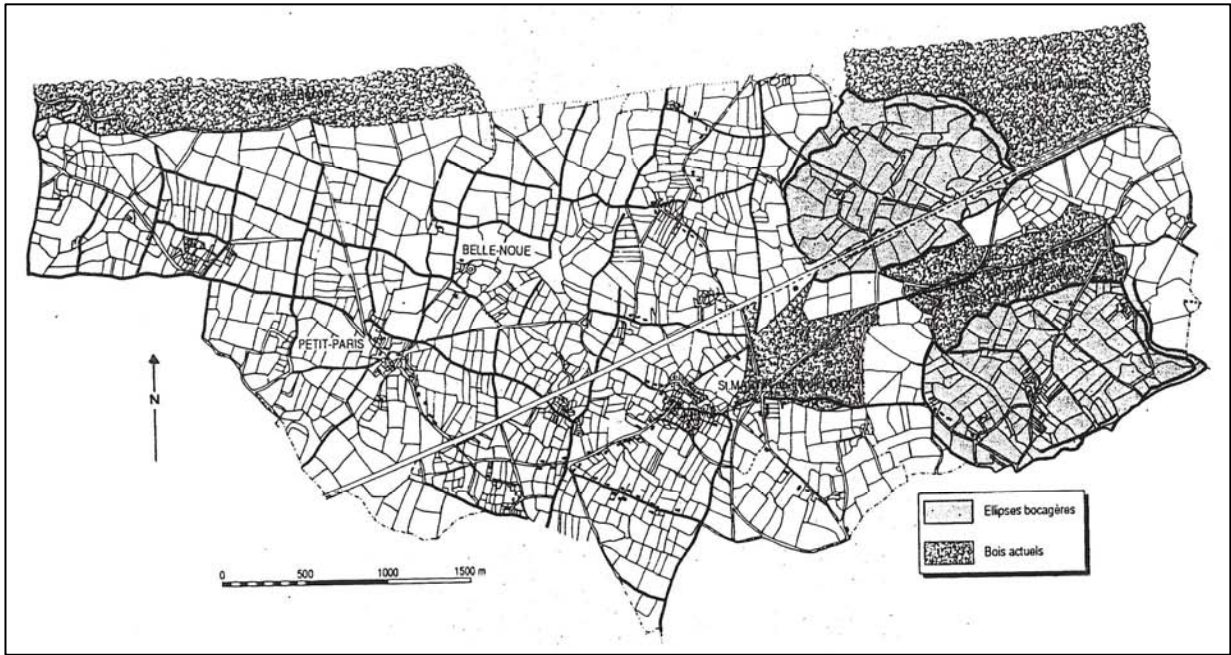 BELLE-NOUE
PETIT-PARIS
N
Ellipses bocagères
Bois actuels
0 500 1000 1500 m